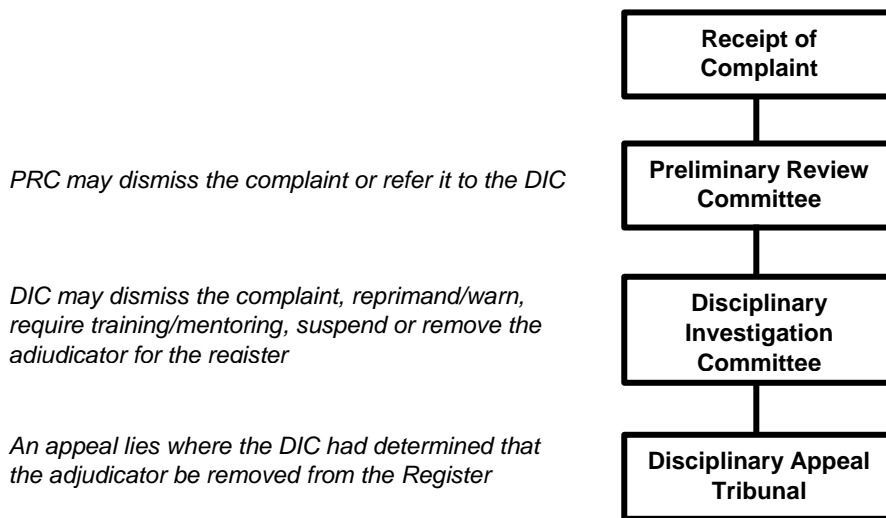 Receipt of
Complaint
PRC may dismiss the complaint or refer it to the DIC
Preliminary Review
Committee
DIC may dismiss the complaint, reprimand/warn,
require training/mentoring, suspend or remove the
adjudicator for the register
Disciplinary
Investigation
Committee
An appeal lies where the DIC had determined that
the adjudicator be removed from the Register
Disciplinary Appeal
Tribunal